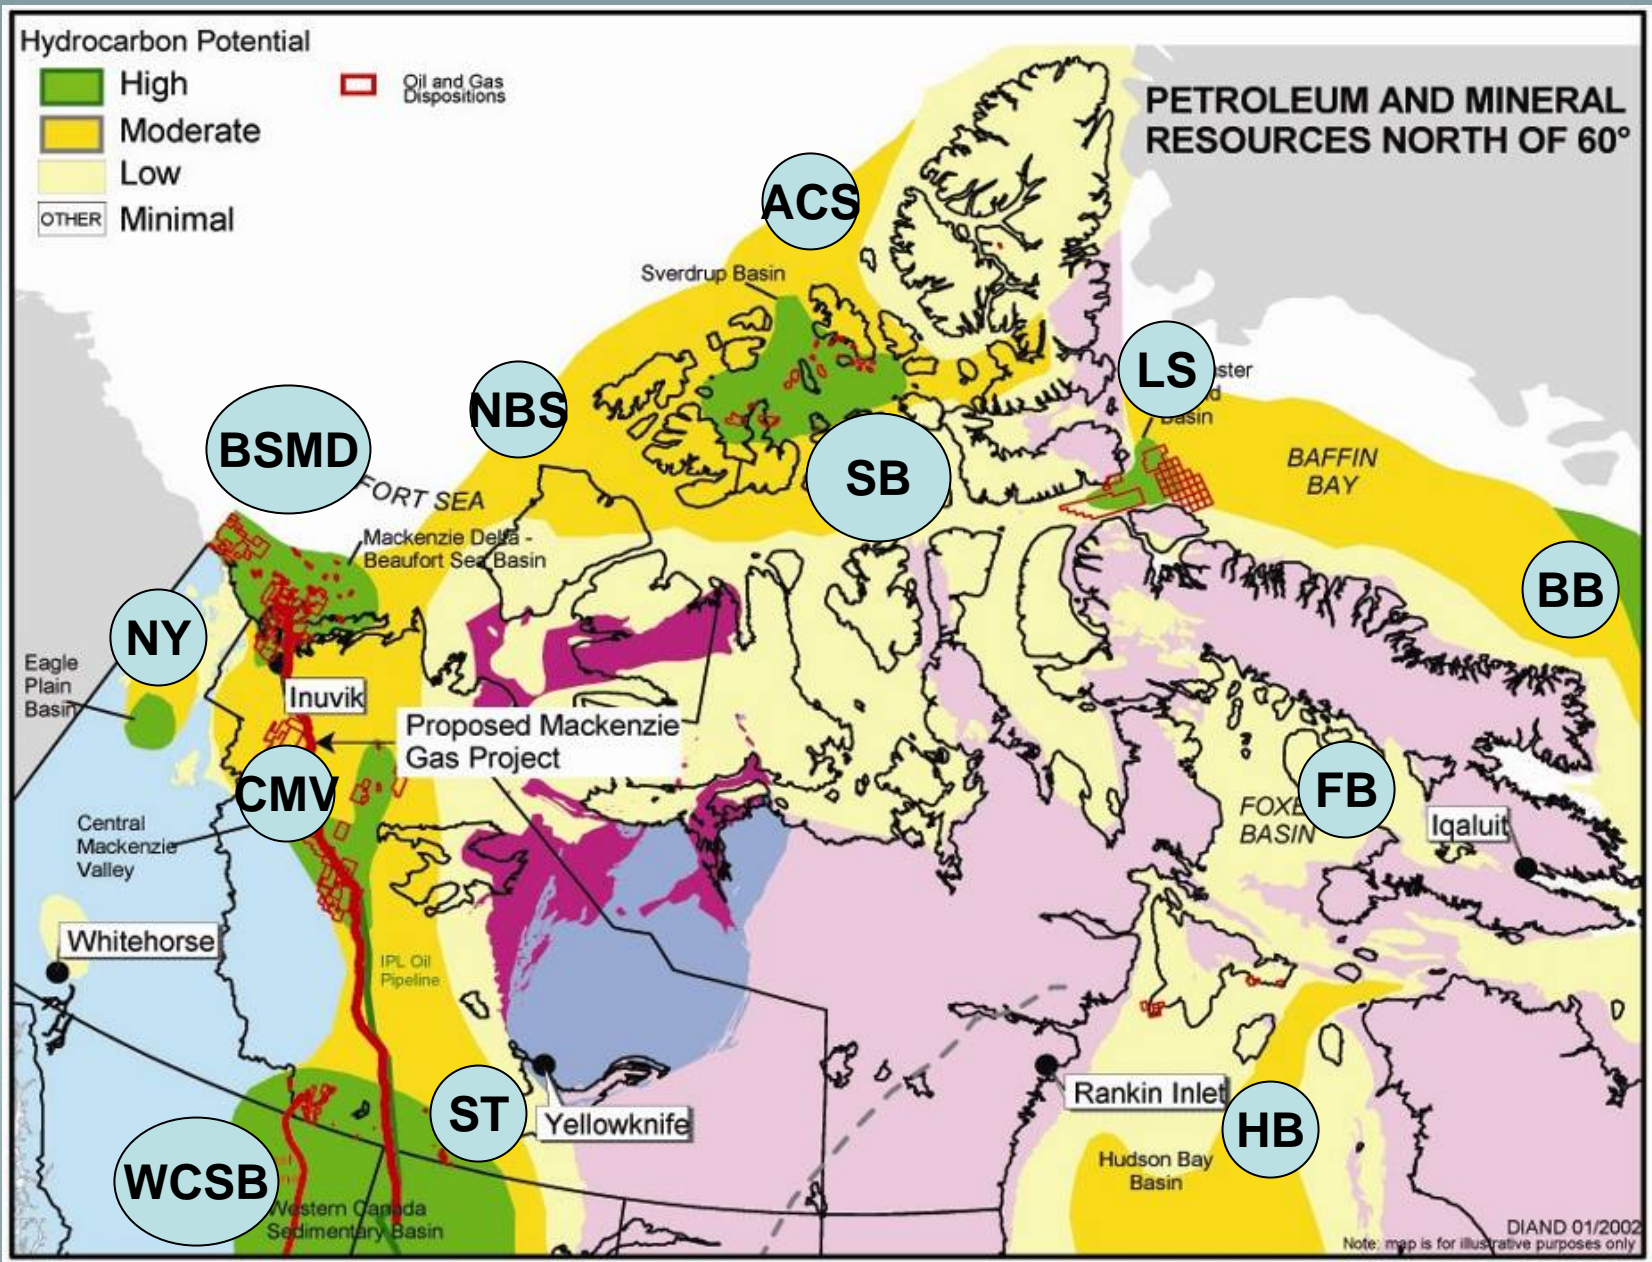 Hydrocarbon Potential
High
Moderate
Low
OTHER
Minimal
Oil and Gas
Dispositions
PETROLEUM AND MINERAL
RESOURCES NORTH OF 60°
ACS
Sverdrup Basin
NBS
LS
Basin
BSMD
SB
BAFFIN
BAY
FORT SEA
Mackenzie Delta -
Beaufort Sea Basin
BB
NY
Eagle
Plain
Basin
Inuvik
Proposed Mackenzie
Gas Project
CMV
FB
BASIN
Iqaluit
Central
Mackenzie
Valley
Whitehorse
IPL Oil
Pipeline
ST
Yellowknife
Rankin Inlet
HB
Hudson Bay
Basin
WCSB
Western Canada
Sedimentary Basin
DIAND 01/2002
Note: map is for illustrative purposes only